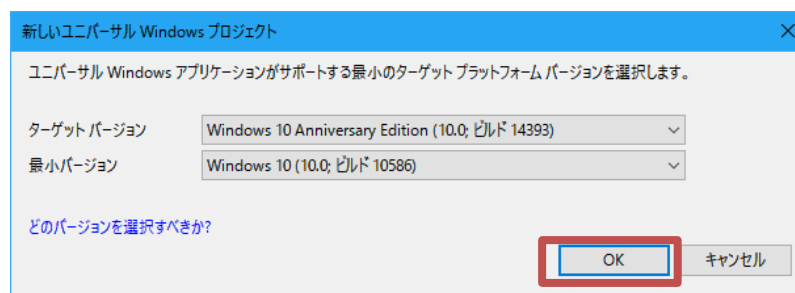 新しいユニバーサル Windows プロジェクト
ユニバーサル Windows アプリケーションがサポートする最小のターゲット プラットフォーム バージョンを選択します。
ターゲット バージョン
Windows 10 Anniversary Edition (10.0; ビルド 14393)
最小バージョン
Windows 10 (10.0; ビルド 10586)
どのバージョンを選択すべきか?
OK
キャンセル